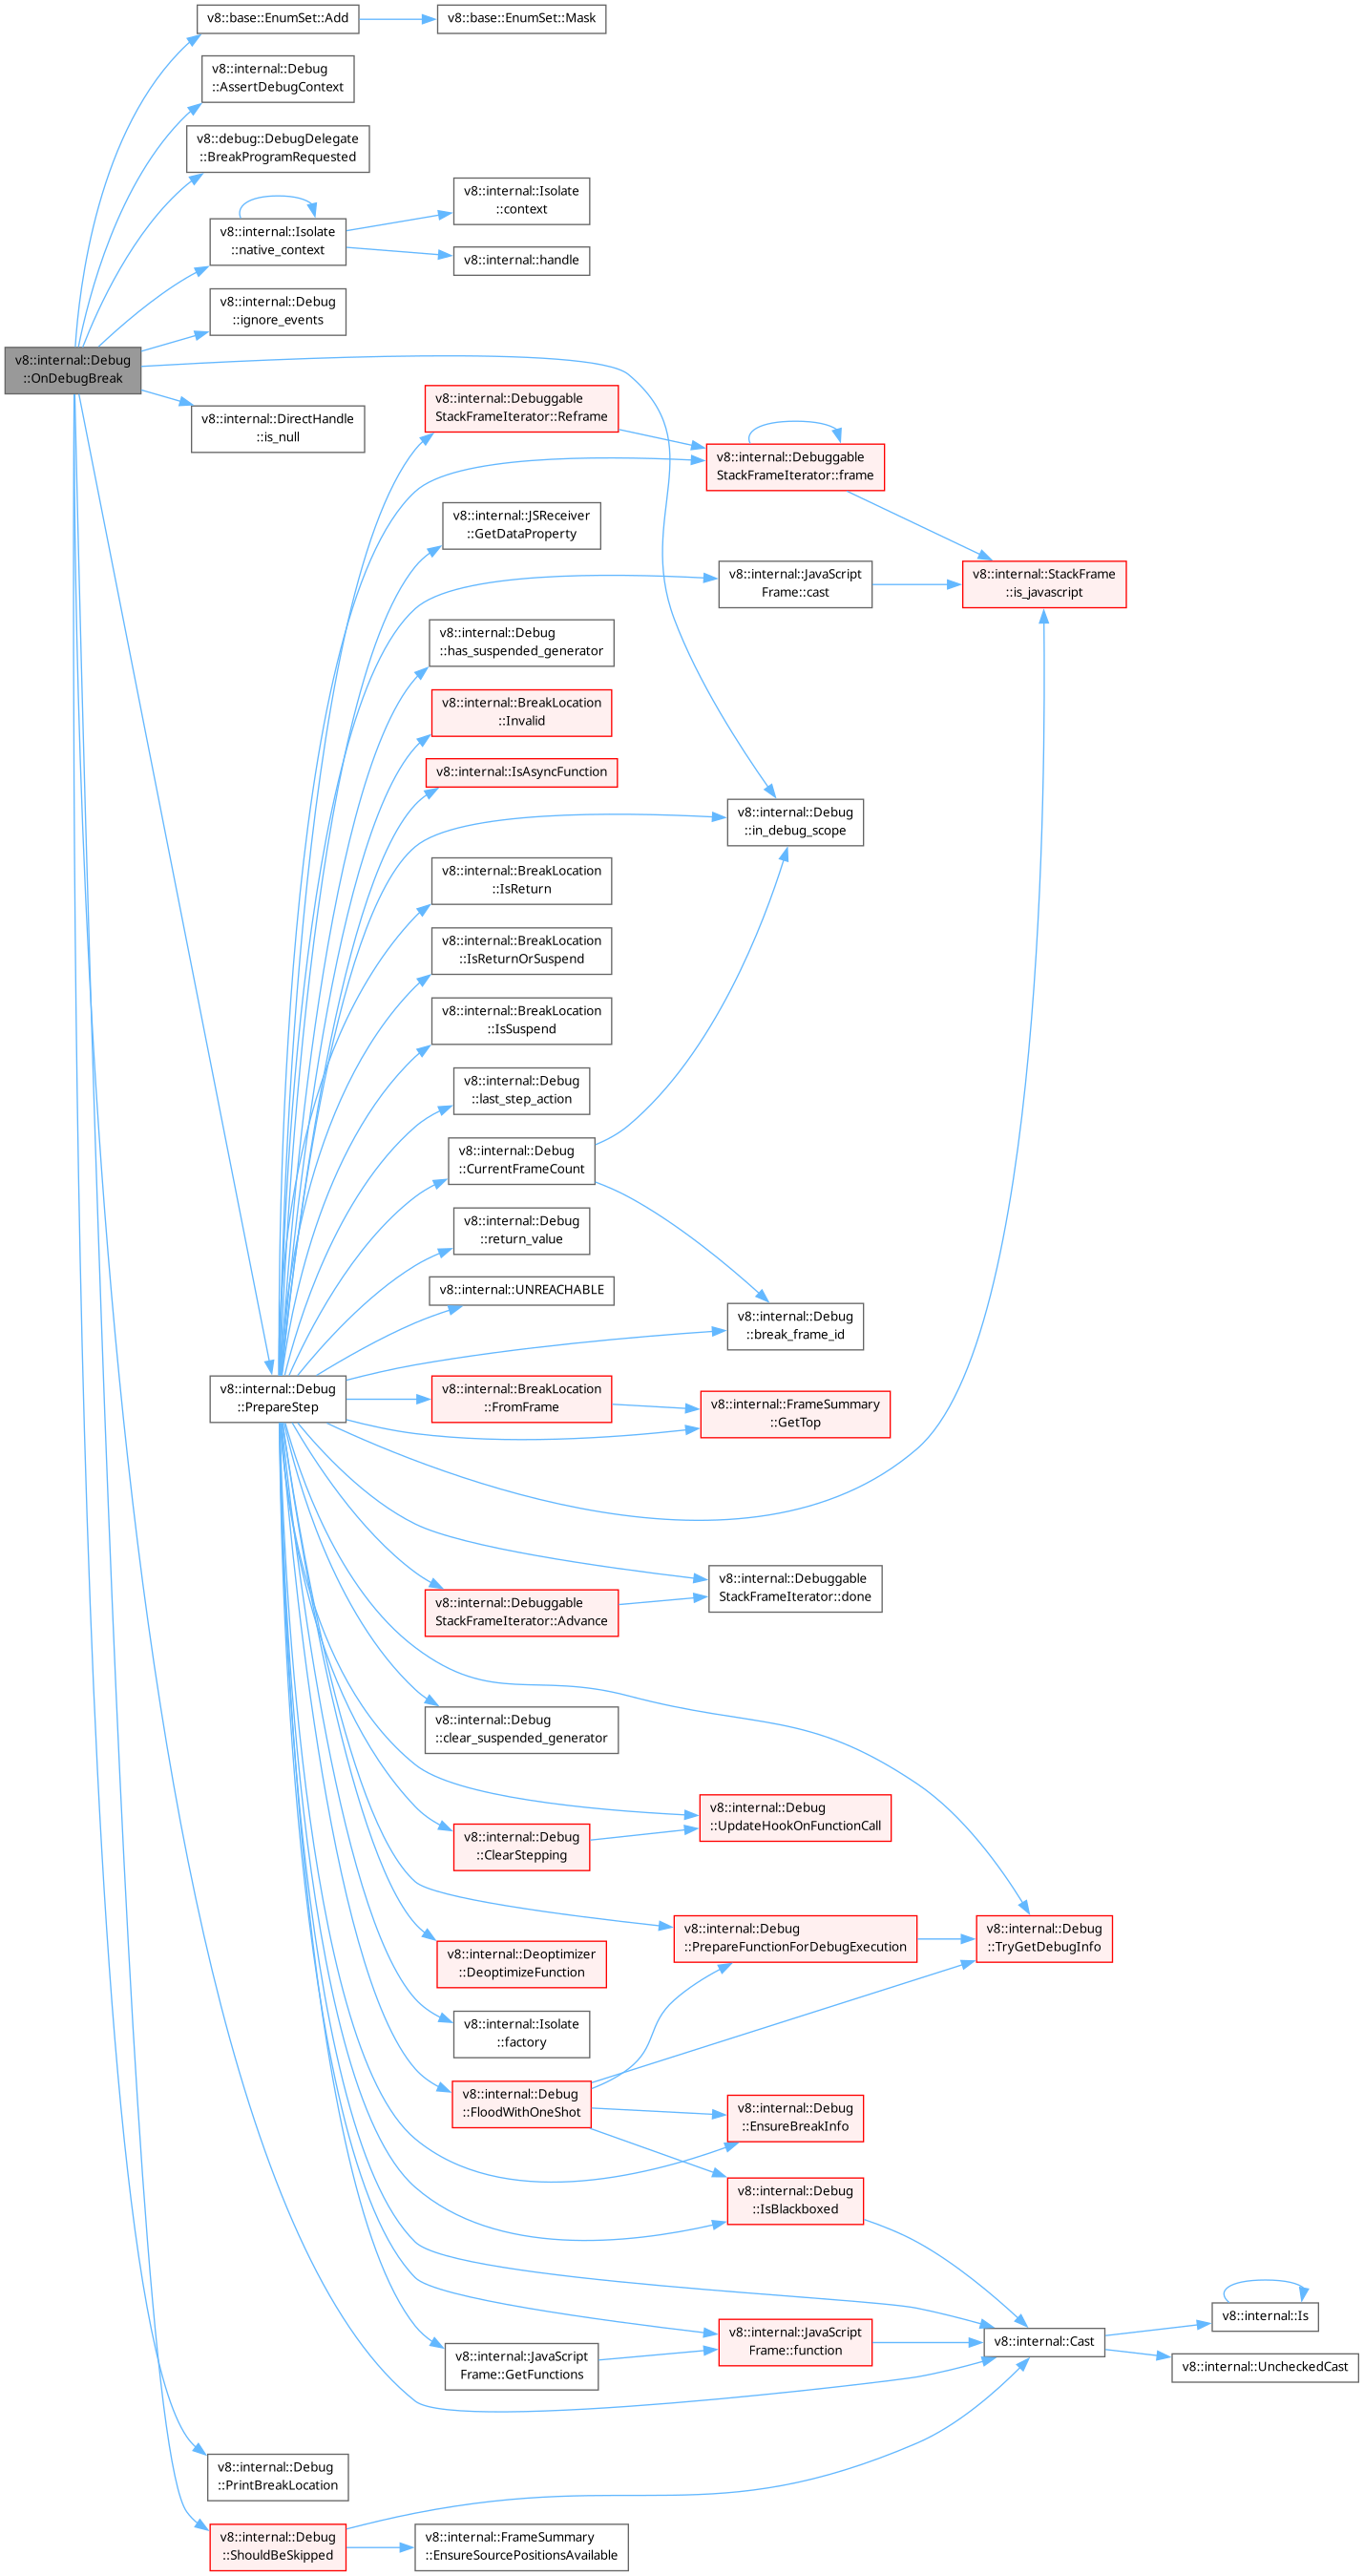 v8::base::EnumSet::Add
v8::base::EnumSet::Mask
v8::internal::Debug
::AssertDebugContext
v8::debug::DebugDelegate
::BreakProgramRequested
v8::internal::Isolate
::context
v8::internal::Isolate
::native_context
v8::internal::handle
v8::internal::Debug
::ignore_events
v8::internal::Debug
::OnDebugBreak
v8::internal::DirectHandle
::is_null
v8::internal::Debuggable
StackFrameIterator::Reframe
v8::internal::Debuggable
StackFrameIterator::frame
v8::internal::JSReceiver
::GetDataProperty
v8::internal::JavaScript
Frame::cast
v8::internal::StackFrame
::is_javascript
v8::internal::Debug
::has_suspended_generator
v8::internal::BreakLocation
::Invalid
v8::internal::IsAsyncFunction
v8::internal::Debug
::in_debug_scope
v8::internal::BreakLocation
::IsReturn
v8::internal::BreakLocation
::IsReturnOrSuspend
v8::internal::BreakLocation
::IsSuspend
v8::internal::Debug
::last_step_action
v8::internal::Debug
::CurrentFrameCount
v8::internal::Debug
::return_value
v8::internal::UNREACHABLE
v8::internal::Debug
::break_frame_id
v8::internal::Debug
::PrepareStep
v8::internal::BreakLocation
::FromFrame
v8::internal::FrameSummary
::GetTop
v8::internal::Debuggable
StackFrameIterator::done
v8::internal::Debuggable
StackFrameIterator::Advance
v8::internal::Debug
::clear_suspended_generator
v8::internal::Debug
::UpdateHookOnFunctionCall
v8::internal::Debug
::ClearStepping
v8::internal::Debug
::PrepareFunctionForDebugExecution
v8::internal::Debug
::TryGetDebugInfo
v8::internal::Deoptimizer
::DeoptimizeFunction
v8::internal::Isolate
::factory
v8::internal::Debug
::FloodWithOneShot
v8::internal::Debug
::EnsureBreakInfo
v8::internal::Debug
::IsBlackboxed
v8::internal::Is
v8::internal::JavaScript
Frame::function
v8::internal::Cast
v8::internal::JavaScript
Frame::GetFunctions
v8::internal::UncheckedCast
v8::internal::Debug
::PrintBreakLocation
v8::internal::Debug
::ShouldBeSkipped
v8::internal::FrameSummary
::EnsureSourcePositionsAvailable